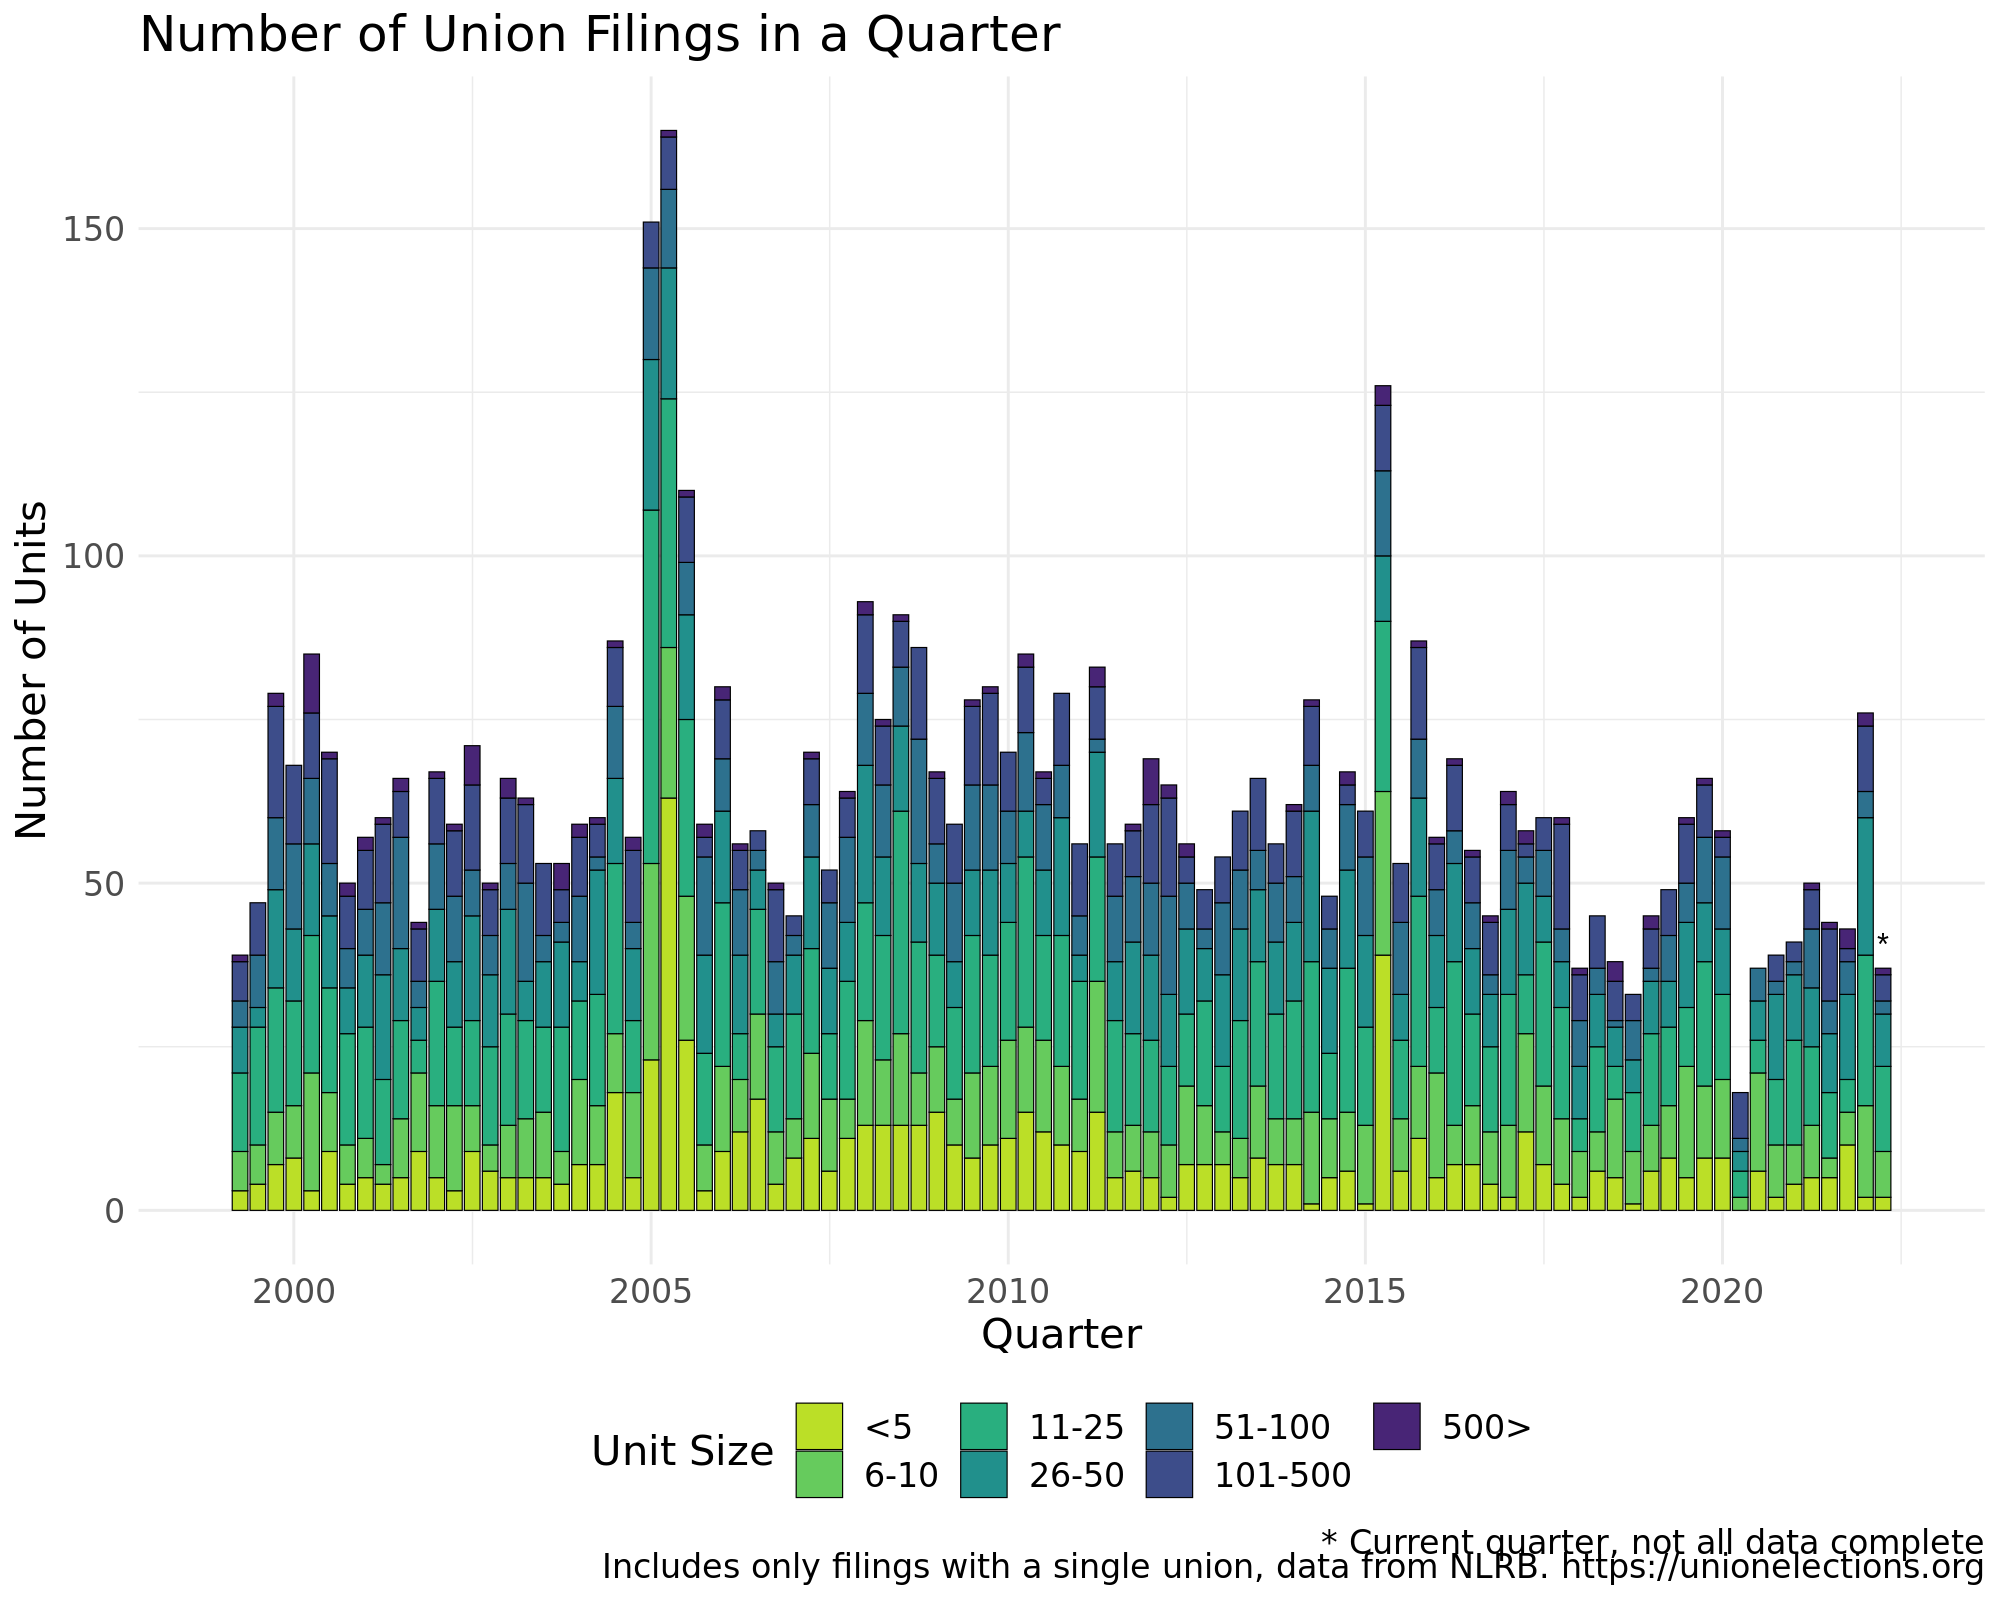 Number of Union Filings in a Quarter
Number of Units
150
100
50
0
*
2000 2005 2010 2015 2020
Quarter
Unit Size
<5 11-25 51-100 500>
6-10 26-50 101-500
* Current quarter, not all data complete
Includes only filings with a single union, data from NLRB. https://unionelections.org